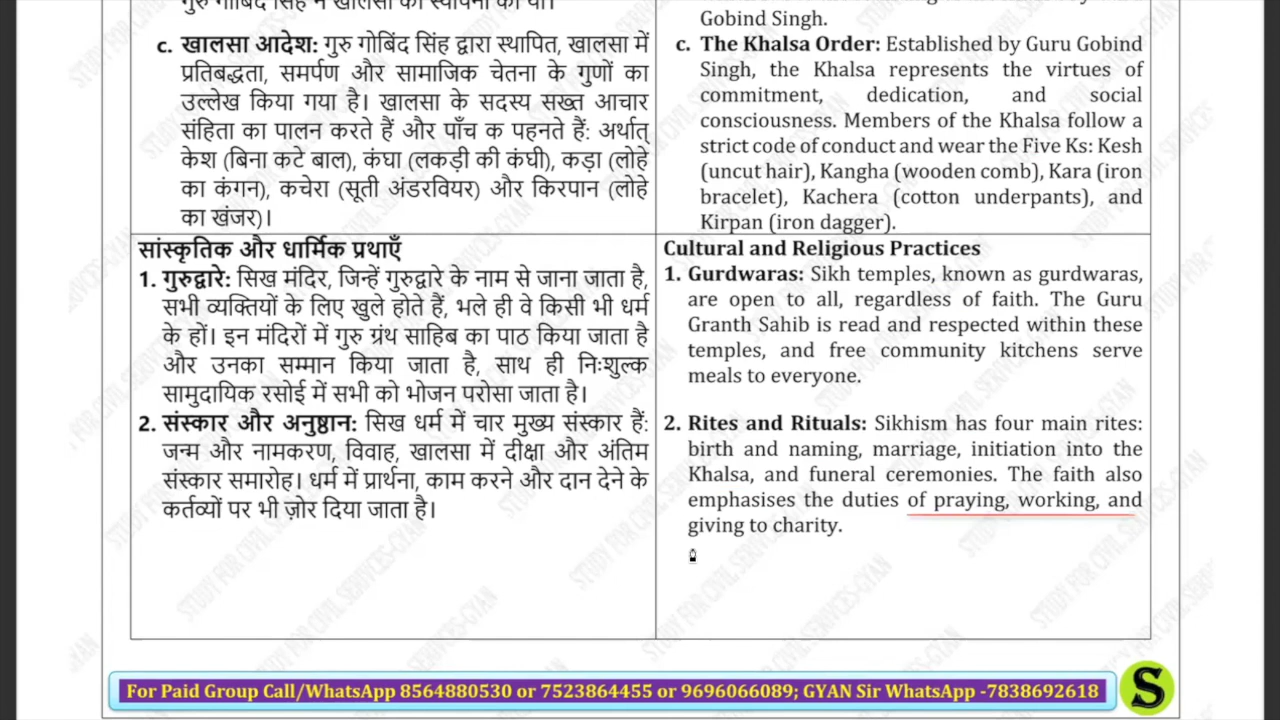 गुरु गोबिंद सिंह ने खालसा की स्थापना की थी।
c. खालसा आदेश: गुरु गोबिंद सिंह द्वारा स्थापित, खालसा में
प्रतिबद्धता, समर्पण और सामाजिक चेतना के गुणों का
उल्लेख किया गया है। खालसा के सदस्य सख्त आचार
संहिता का पालन करते हैं और पाँच क पहनते हैं: अर्थात्
केश (बिना कटे बाल), कंघा (लकड़ी की कंघी), कड़ा (लोहे
का कंगन), कचेरा (सूती अंडरवियर) और किरपान (लोहे
का खंजर)।
सांस्कृतिक और धार्मिक प्रथाएँ
1. गुरुद्वारे: सिख मंदिर, जिन्हें गुरुद्वारे के नाम से जाना जाता है,
सभी व्यक्तियों के लिए खुले होते हैं, भले ही वे किसी भी धर्म
के हों। इन मंदिरों में गुरु ग्रंथ साहिब का पाठ किया जाता है
और उनका सम्मान किया जाता है, साथ ही निःशुल्क
सामुदायिक रसोई में सभी को भोजन परोसा जाता है।
2. संस्कार और अनुष्ठान: सिख धर्म में चार मुख्य संस्कार हैं:
जन्म और नामकरण, विवाह, खालसा में दीक्षा और अंतिम
संस्कार समारोह। धर्म में प्रार्थना, काम करने और दान देने के
कर्तव्यों पर भी ज़ोर दिया जाता है।
Gobind Singh.
c. The Khalsa Order: Established by Guru Gobind
Singh, the Khalsa represents the virtues of
commitment, dedication, and social
consciousness. Members of the Khalsa follow a
strict code of conduct and wear the Five Ks: Kesh
(uncut hair), Kangha (wooden comb), Kara (iron
bracelet), Kachera (cotton underpants), and
Kirpan (iron dagger).
Cultural and Religious Practices
1. Gurdwaras: Sikh temples, known as gurdwaras,
are open to all, regardless of faith. The Guru
Granth Sahib is read and respected within these
temples, and free community kitchens serve
meals to everyone.
2. Rites and Rituals: Sikhism has four main rites:
birth and naming, marriage, initiation into the
Khalsa, and funeral ceremonies. The faith also
emphasises the duties of praying, working, and
giving to charity.
For Paid Group Call/WhatsApp 8564880530 or 7523864455 or 9696066089; GYAN Sir WhatsApp -7838692618
S
STUDY FOR CIVIL SERVICES-GYAN